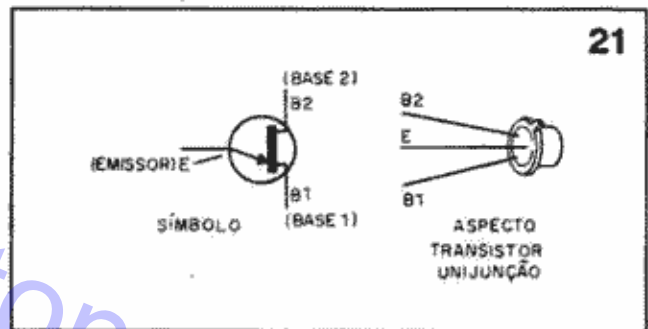 21
(BASE 2)
B2
(EMISSOR)E
B1
(BASE 1)
SÍMBOLO
B2
E
B1
ASPECTO
TRANSISTOR
UNIJUNÇÃO